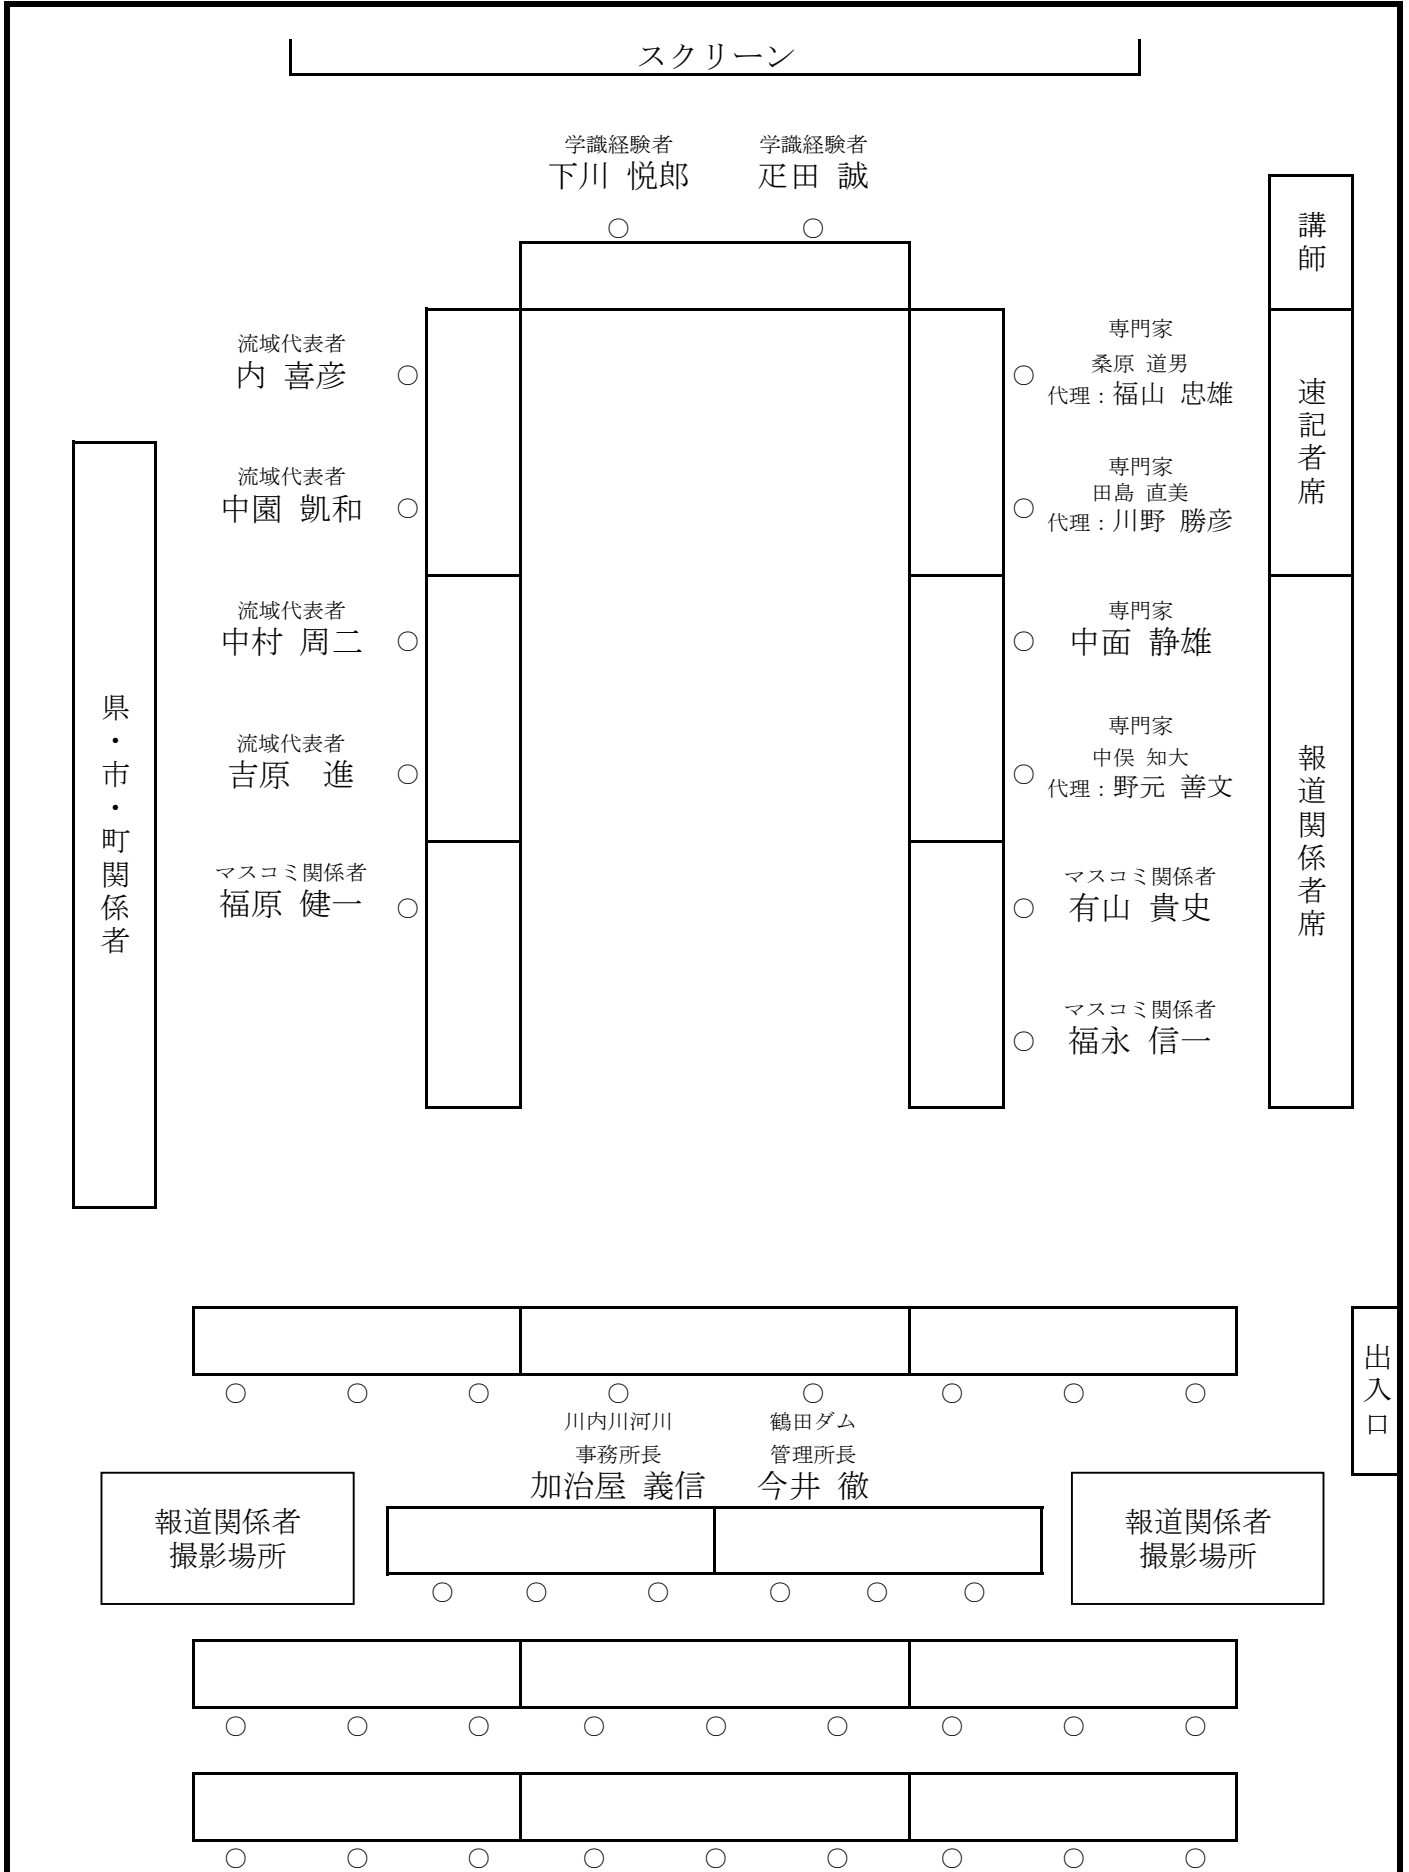 スクリーン
学識経験者
下川 悦郎
学識経験者
疋田 誠
講師
速記者席
報道関係者席
流域代表者
内 喜彦
流域代表者
中園 凱和
流域代表者
中村 周二
流域代表者
吉原 進
マスコミ関係者
福原 健一
専門家
桑原 道男
代理：福山 忠雄
専門家
田島 直美
代理：川野 勝彦
専門家
中面 静雄
専門家
中俣 知大
代理：野元 善文
マスコミ関係者
有山 貴史
マスコミ関係者
福永 信一
県・市・町関係者
出入口
川内川河川
事務所長
加治屋 義信
鶴田ダム
管理所長
今井 徹
報道関係者
撮影場所
報道関係者
撮影場所